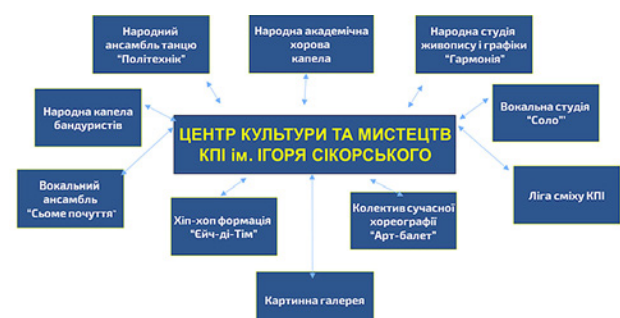 Народний
ансамбль танцю
"Політехнік"
Народна академічна
хорова
капела
Народна студія
живопису і графіки
"Гармонія"
Народна капела
бандуристів
Вокальна студія
"Соло""
ЦЕНТР КУЛЬТУРИ ТА МИСТЕЦТВ
КПІ ім. ІГОРЯ СІКОРСЬКОГО
Вокальний
ансамбль
"Сьоме почуття"
Хіп-хоп формація
"Ейч-ді-Тім"
Колектив сучасної
хореографії
"Арт-балет"
Ліга сміху КПІ
Картинна галерея